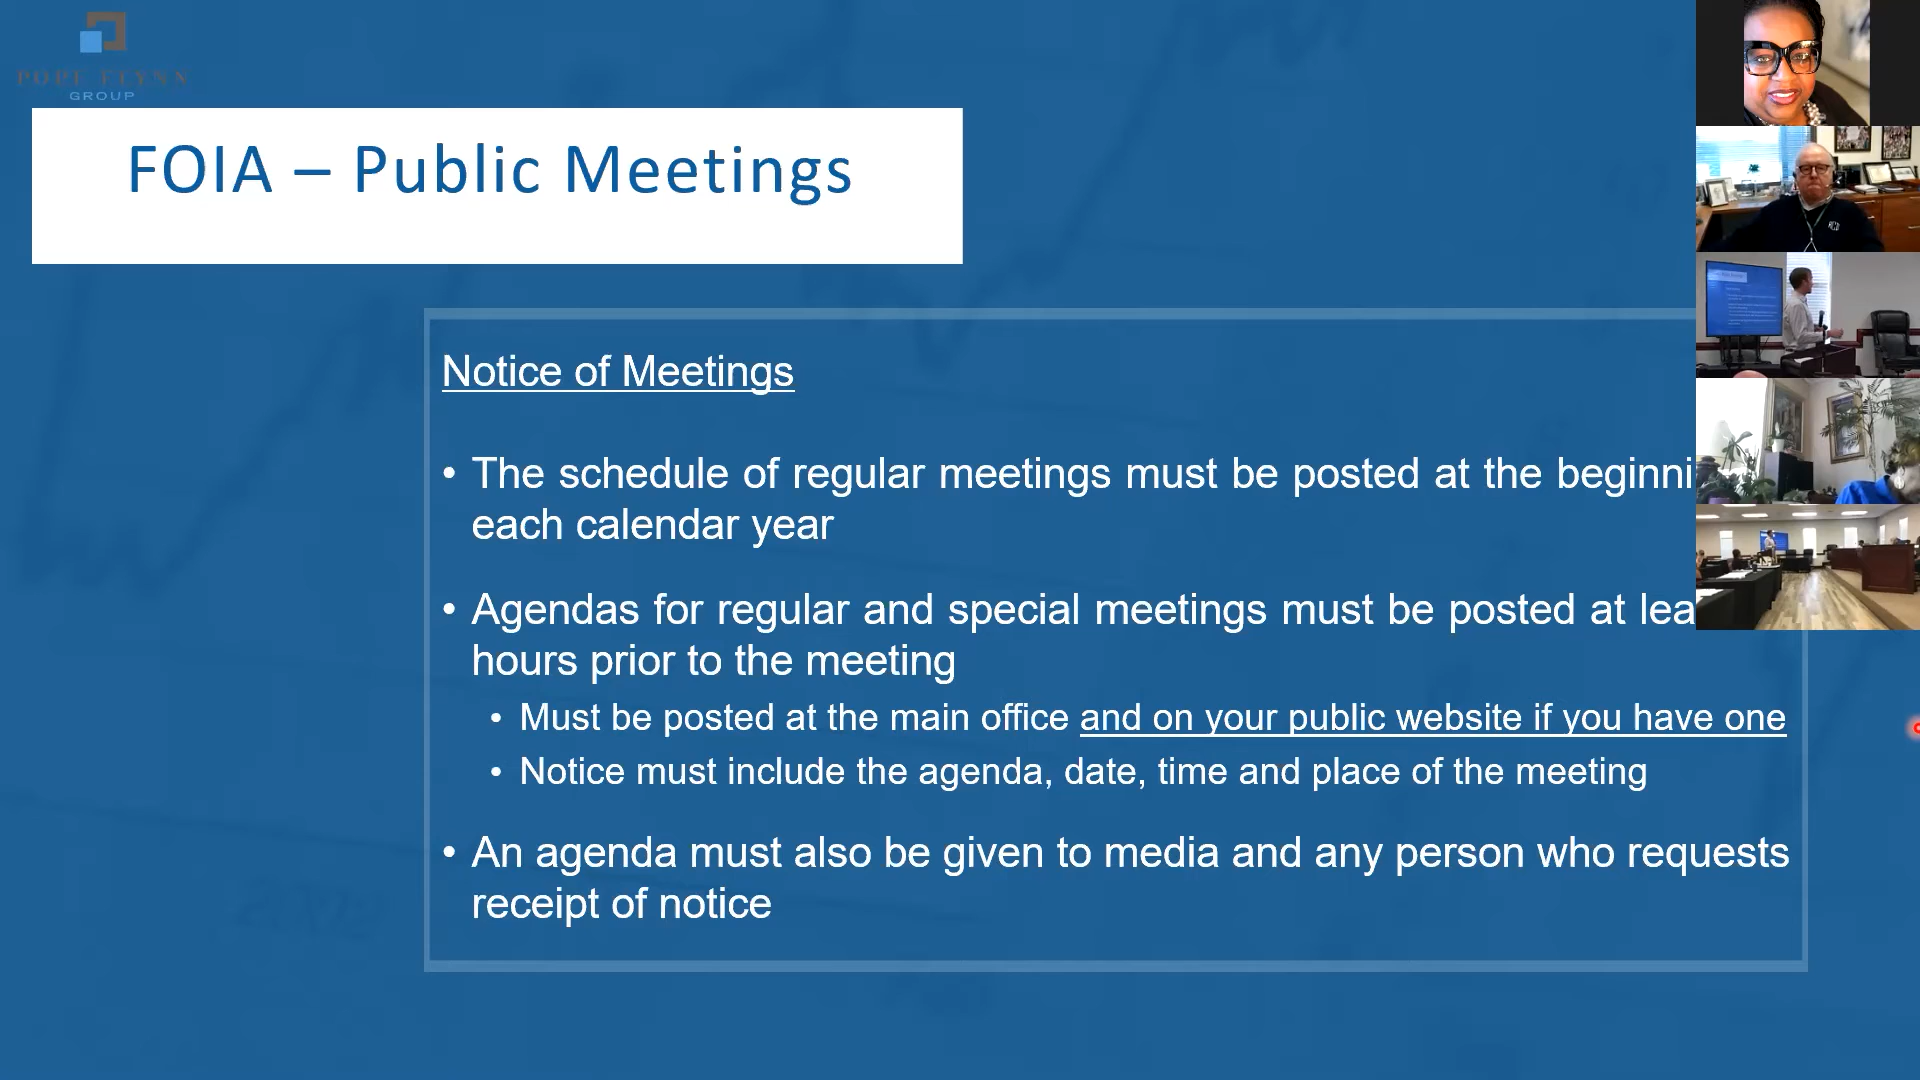 POPE FLYNN
GROUP
FOIA – Public Meetings
Notice of Meetings
• The schedule of regular meetings must be posted at the beginni
each calendar year
• Agendas for regular and special meetings must be posted at lea
hours prior to the meeting
• Must be posted at the main office and on your public website if you have one
• Notice must include the agenda, date, time and place of the meeting
• An agenda must also be given to media and any person who requests
receipt of notice
2002